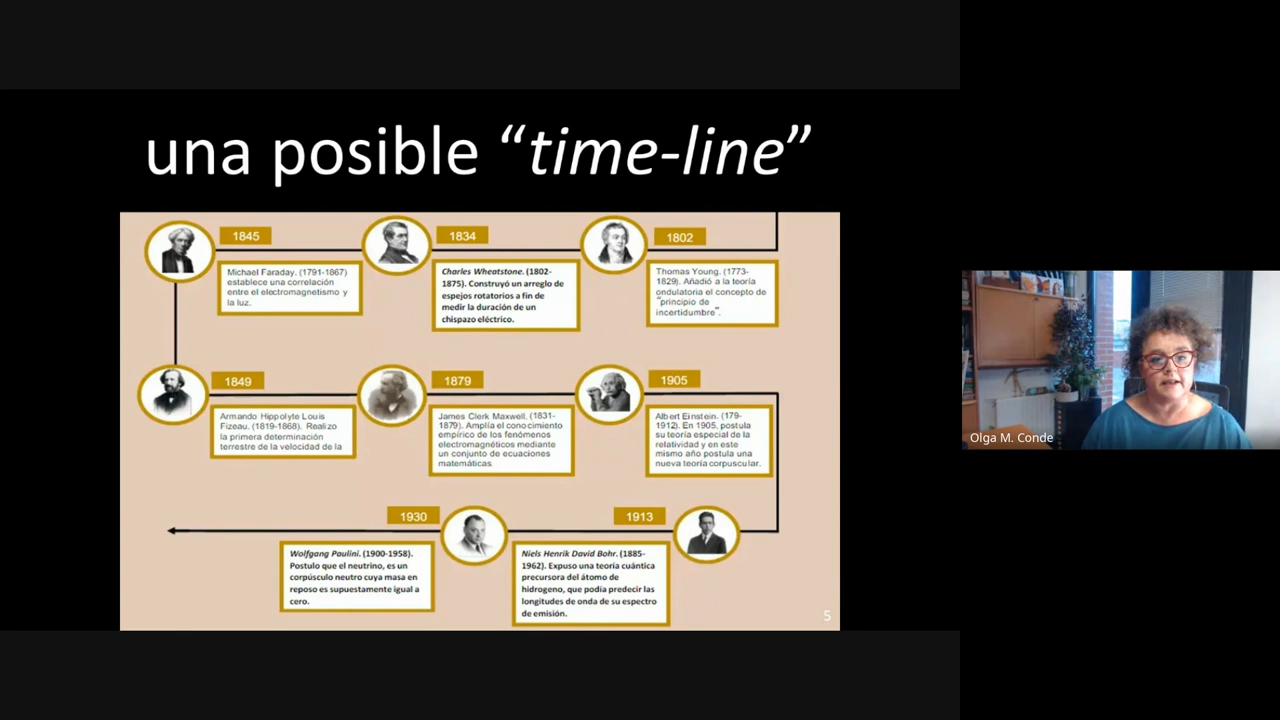 una posible “time-line”
1845
1834
1802
Michael Faraday. (1791-1867)
establece una correlación
entre el electromagnetismo y
la luz.
Charles Wheatstone. (1802-
1875). Construyó un arreglo de
espejos rotatorios a fin de
medir la duración de un
chispazo eléctrico.
Thomas Young. (1773-
1829). Añadió a la teoría
ondulatoria el concepto de
“principio de
incertidumbre”.
1849
1879
1905
Armando Hippolyte Louis
Fizeau. (1819-1868). Realizo
la primera determinación
terrestre de la velocidad de la
James Clerk Maxwell. (1831-
1879). Amplía el conocimiento
empírico de los fenómenos
electromagnéticos mediante
un conjunto de ecuaciones
matemáticas.
Albert Einstein. (179-
1912). En 1905, postula
su teoría especial de la
relatividad y en este
mismo año postula una
nueva teoría corpuscular.
1930
1913
Wolfgang Paulini. (1900-1958).
Postulo que el neutrino, es un
corpúsculo neutro cuya masa en
reposo es supuestamente igual a
cero.
Niels Henrik David Bohr. (1885-
1962). Expuso una teoría cuántica
precursora del átomo de
hidrogeno, que podía predecir las
longitudes de onda de su espectro
de emisión.
5
Olga M. Conde